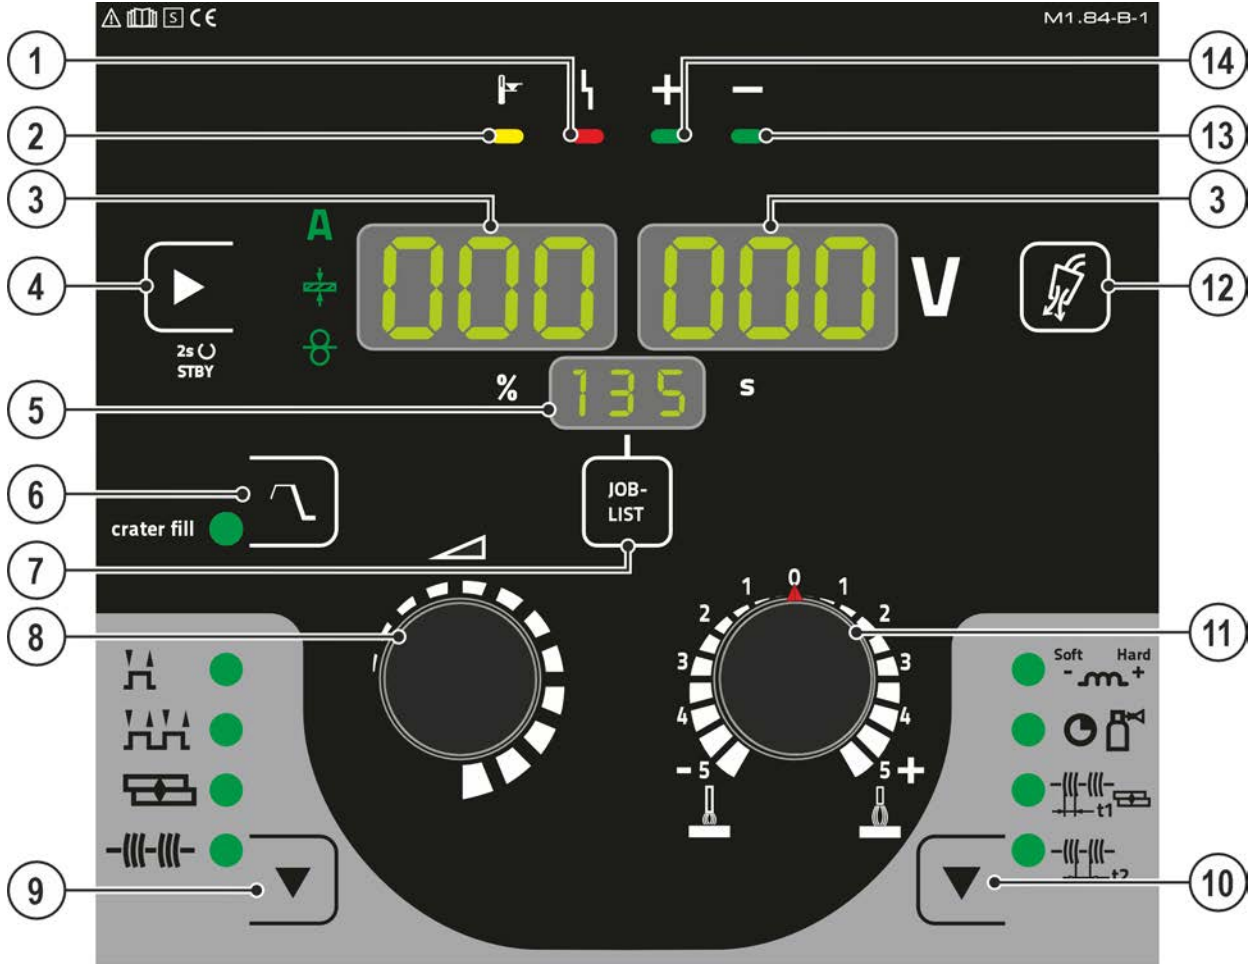 S CE
M1.84-B-1
1
14
+ −
2
13
3
3
A
000
000
V
4
12
2s
STBY
%
135
s
5
JOB-
LIST
6
crater fill
7
0
1
1
2
2
8
11
3
3
Soft
Hard
- +
4
4
- 5
5 +
t1
t2
9
10